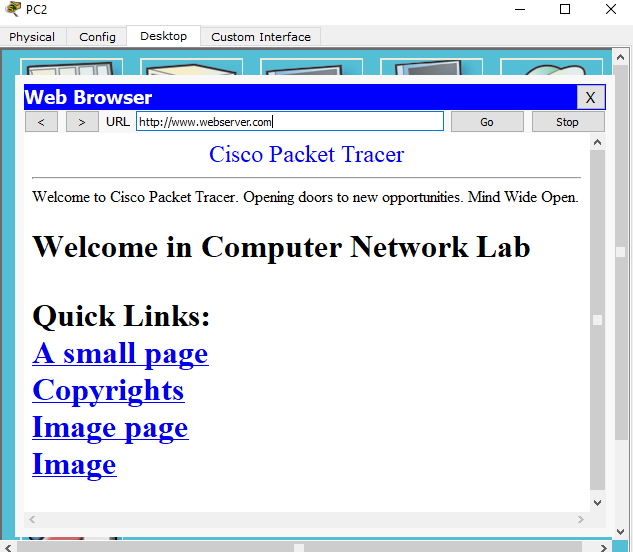 PC2
Physical Config Desktop Custom Interface
Web Browser X
< > URL http://www.webserver.com Go Stop
Cisco Packet Tracer
Welcome to Cisco Packet Tracer. Opening doors to new opportunities. Mind Wide Open.
Welcome in Computer Network Lab
Quick Links:
A small page
Copyrights
Image page
Image